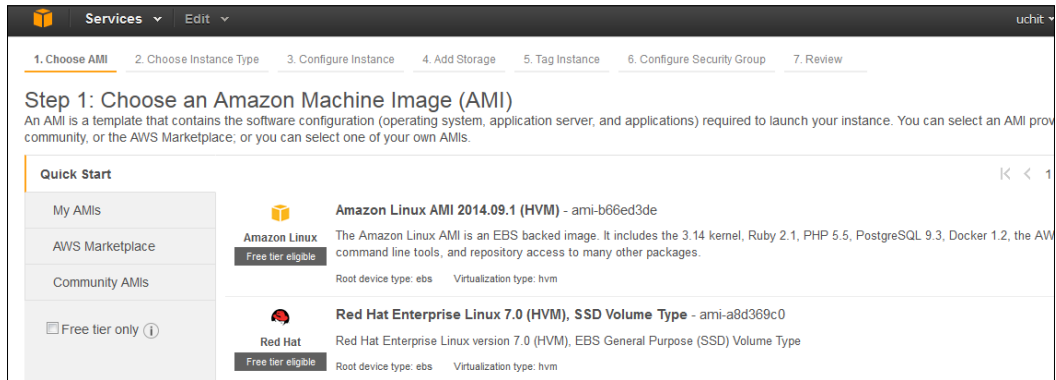 Services Edit uchit
1. Choose AMI 2. Choose Instance Type 3. Configure Instance 4. Add Storage 5. Tag Instance 6. Configure Security Group 7. Review
Step 1: Choose an Amazon Machine Image (AMI)
An AMI is a template that contains the software configuration (operating system, application server, and applications) required to launch your instance. You can select an AMI prov
community, or the AWS Marketplace; or you can select one of your own AMIs.
Quick Start
1
My AMIs
AWS Marketplace
Community AMIs
Free tier only
Amazon Linux
Free tier eligible
Amazon Linux AMI 2014.09.1 (HVM) - ami-b66ed3de
The Amazon Linux AMI is an EBS backed image. It includes the 3.14 kernel, Ruby 2.1, PHP 5.5, PostgreSQL 9.3, Docker 1.2, the AW
command line tools, and repository access to many other packages.
Root device type: ebs Virtualization type: hvm
Red Hat
Free tier eligible
Red Hat Enterprise Linux 7.0 (HVM), SSD Volume Type - ami-a8d369c0
Red Hat Enterprise Linux version 7.0 (HVM), EBS General Purpose (SSD) Volume Type
Root device type: ebs Virtualization type: hvm